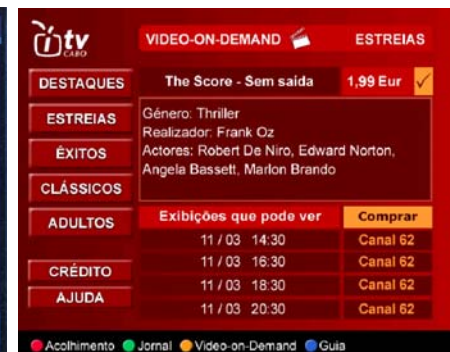 itv CABO
VIDEO-ON-DEMAND ESTREIAS
DESTAQUES
ESTREIAS
ÊXITOS
CLÁSSICOS
ADULTOS
CRÉDITO
AJUDA
The Score - Sem saida 1,99 Eur
Género: Thriller
Realizador: Frank Oz
Actores: Robert De Niro, Edward Norton,
Angela Bassett, Marlon Brando
Exibições que pode ver Comprar
11 / 03 14:30 Canal 62
11 / 03 16:30 Canal 62
11 / 03 18:30 Canal 62
11 / 03 20:30 Canal 62
Acolhimento Jornal Video-on-Demand Guia